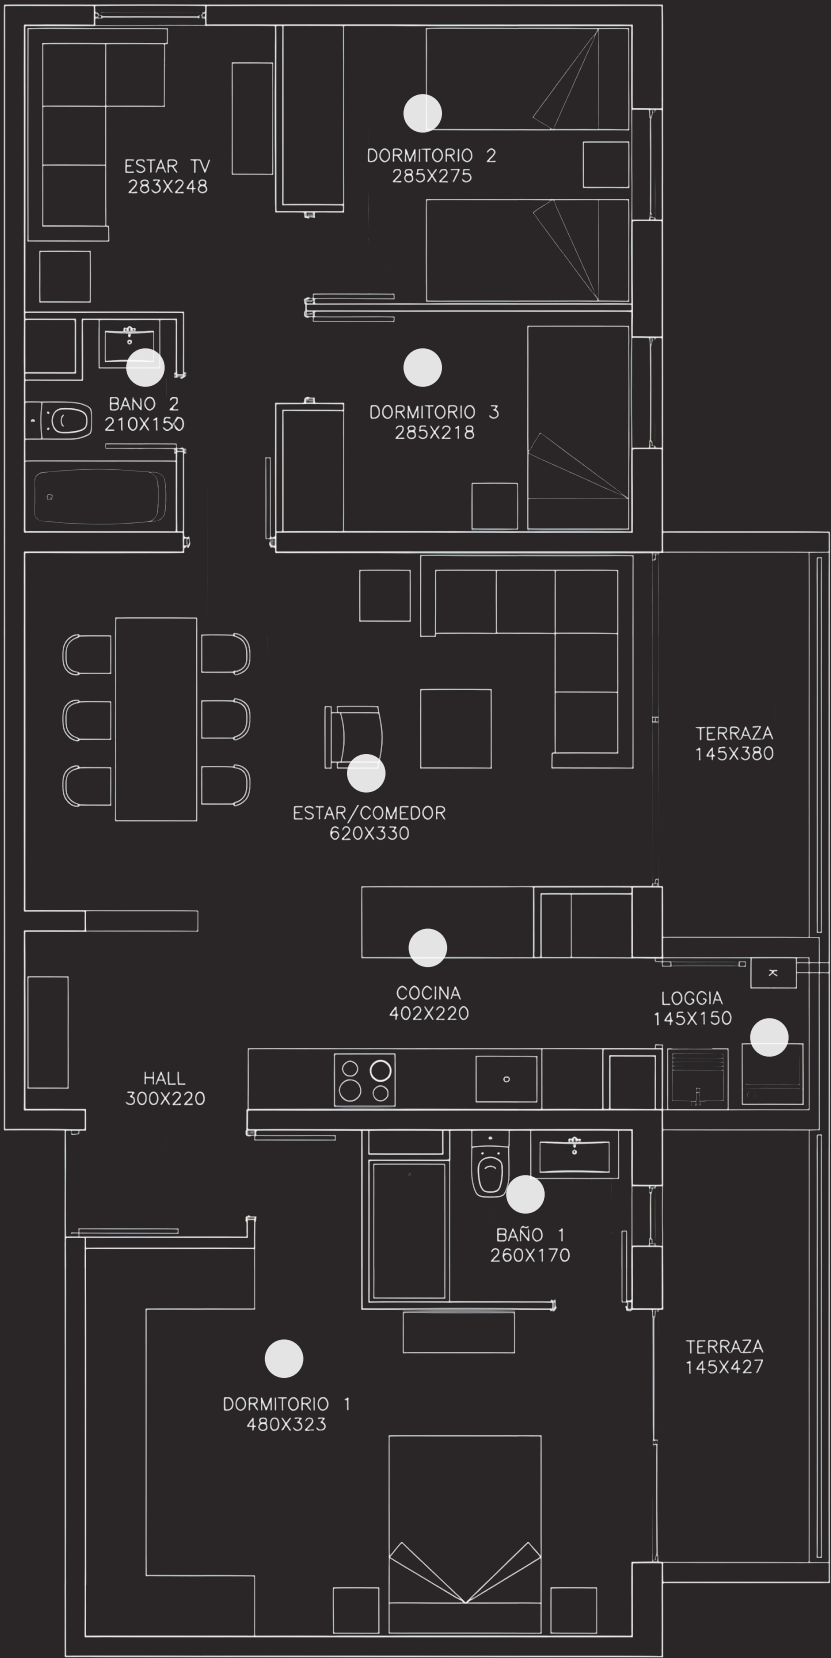 DORMITORIO 2
285X275
ESTAR TV
283X248
BANO 2
210X150
DORMITORIO 3
285X218
TERRAZA
145X380
ESTAR/COMEDOR
620X330
COCINA
402X220
LOGGIA
145X150
K
HALL
300X220
BAÑO 1
260X170
TERRAZA
145X427
DORMITORIO 1
480X323